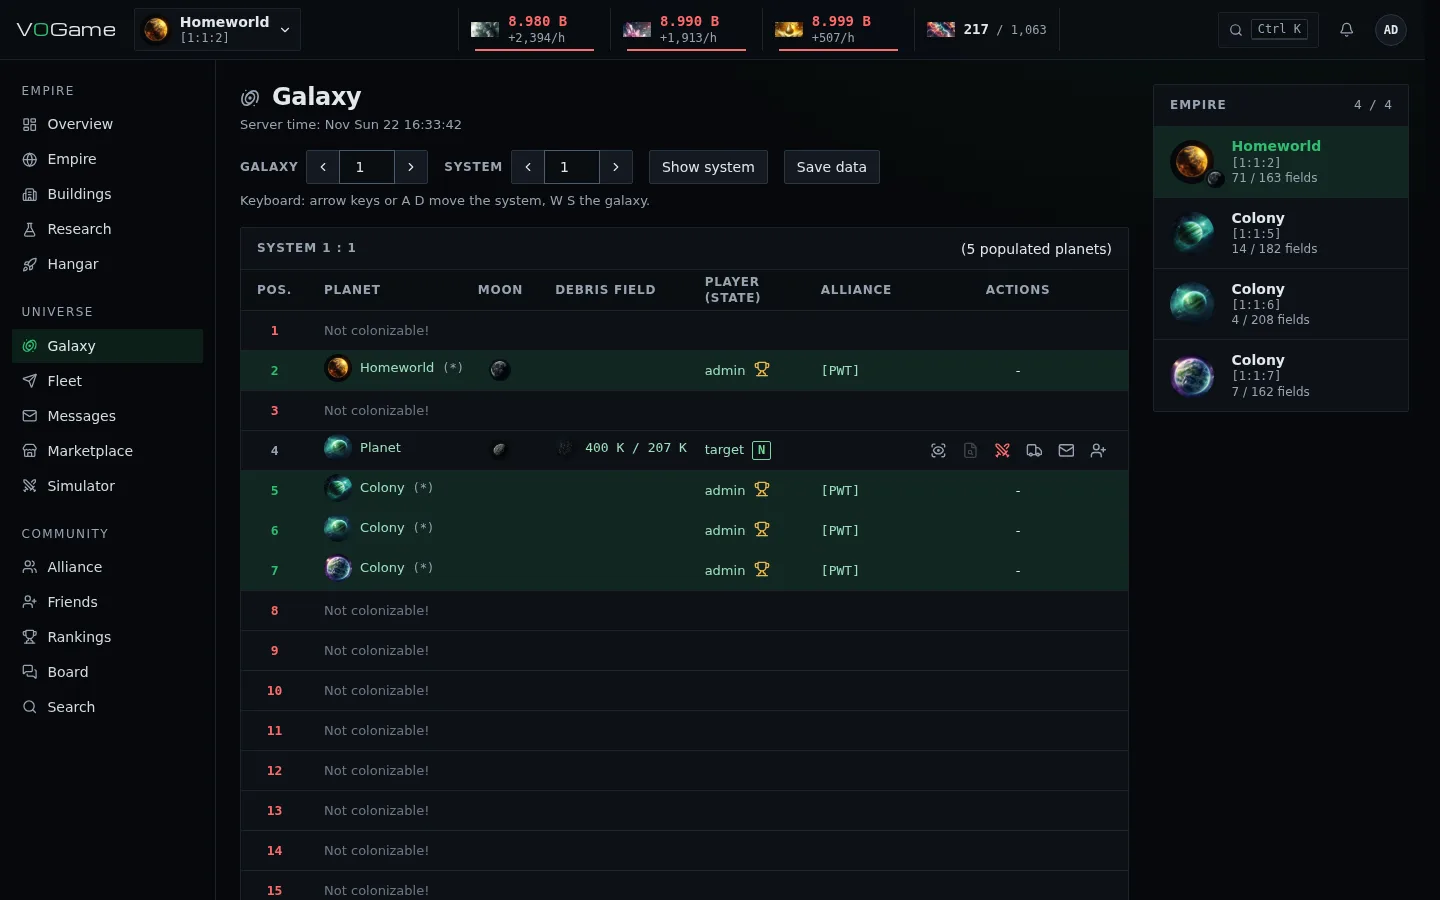 VOGame
Homeworld
[1:1:2]
8.980 B
+2,394/h
8.990 B
+1,913/h
8.999 B
+507/h
217 / 1,063
Ctrl K
AD
EMPIRE
Overview
Empire
Buildings
Research
Hangar
UNIVERSE
Galaxy
Fleet
Messages
Marketplace
Simulator
COMMUNITY
Alliance
Friends
Rankings
Board
Search
Galaxy
Server time: Nov Sun 22 16:33:42
GALAXY 1 SYSTEM 1 Show system Save data
Keyboard: arrow keys or A D move the system, W S the galaxy.
SYSTEM 1 : 1 (5 populated planets)
POS. PLANET MOON DEBRIS FIELD PLAYER (STATE) ALLIANCE ACTIONS
1 Not colonizable!
2 Homeworld (*) admin [PWT] -
3 Not colonizable!
4 Planet 400 K / 207 K target N
5 Colony (*) admin [PWT] -
6 Colony (*) admin [PWT] -
7 Colony (*) admin [PWT] -
8 Not colonizable!
9 Not colonizable!
10 Not colonizable!
11 Not colonizable!
12 Not colonizable!
13 Not colonizable!
14 Not colonizable!
15 Not colonizable!
EMPIRE 4 / 4
Homeworld
[1:1:2]
71 / 163 fields
Colony
[1:1:5]
14 / 182 fields
Colony
[1:1:6]
4 / 208 fields
Colony
[1:1:7]
7 / 162 fields